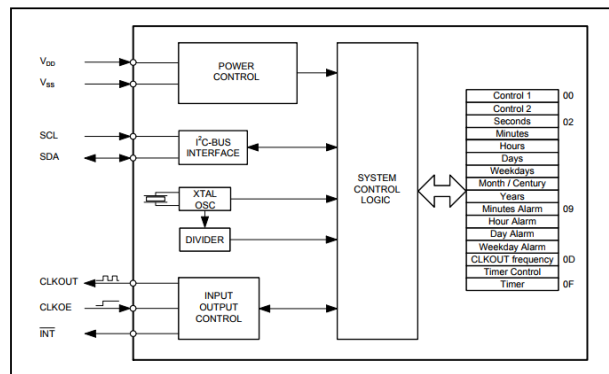 V_DD
V_SS
POWER
CONTROL
SCL
SDA
I²C-BUS
INTERFACE
XTAL
OSC
DIVIDER
CLKOUT
CLKOE
INT
INPUT
OUTPUT
CONTROL
SYSTEM
CONTROL
LOGIC
Control 1 00
Control 2
Seconds 02
Minutes
Hours
Days
Weekdays
Month / Century
Years
Minutes Alarm 09
Hour Alarm
Day Alarm
Weekday Alarm
CLKOUT frequency 0D
Timer Control
Timer 0F